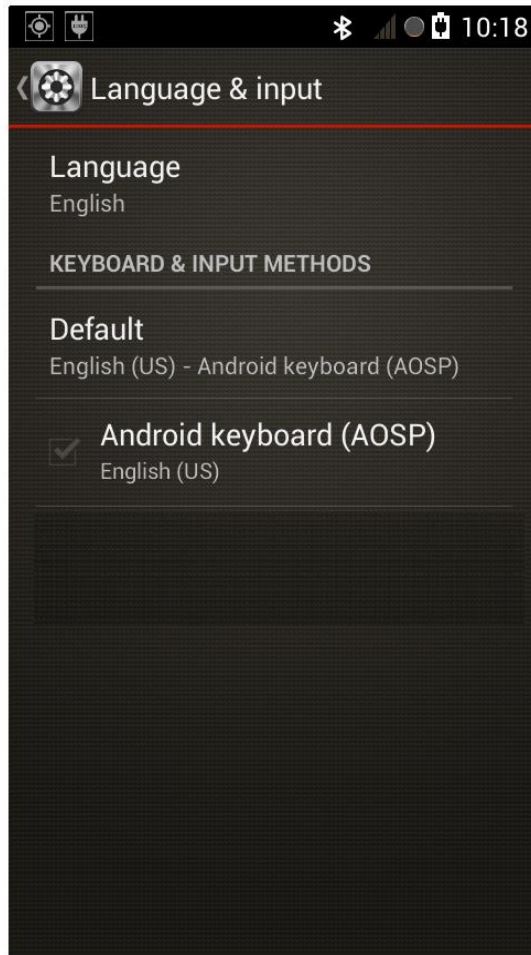 10:18
Language & input
Language
English
KEYBOARD & INPUT METHODS
Default
English (US) - Android keyboard (AOSP)
Android keyboard (AOSP)
English (US)